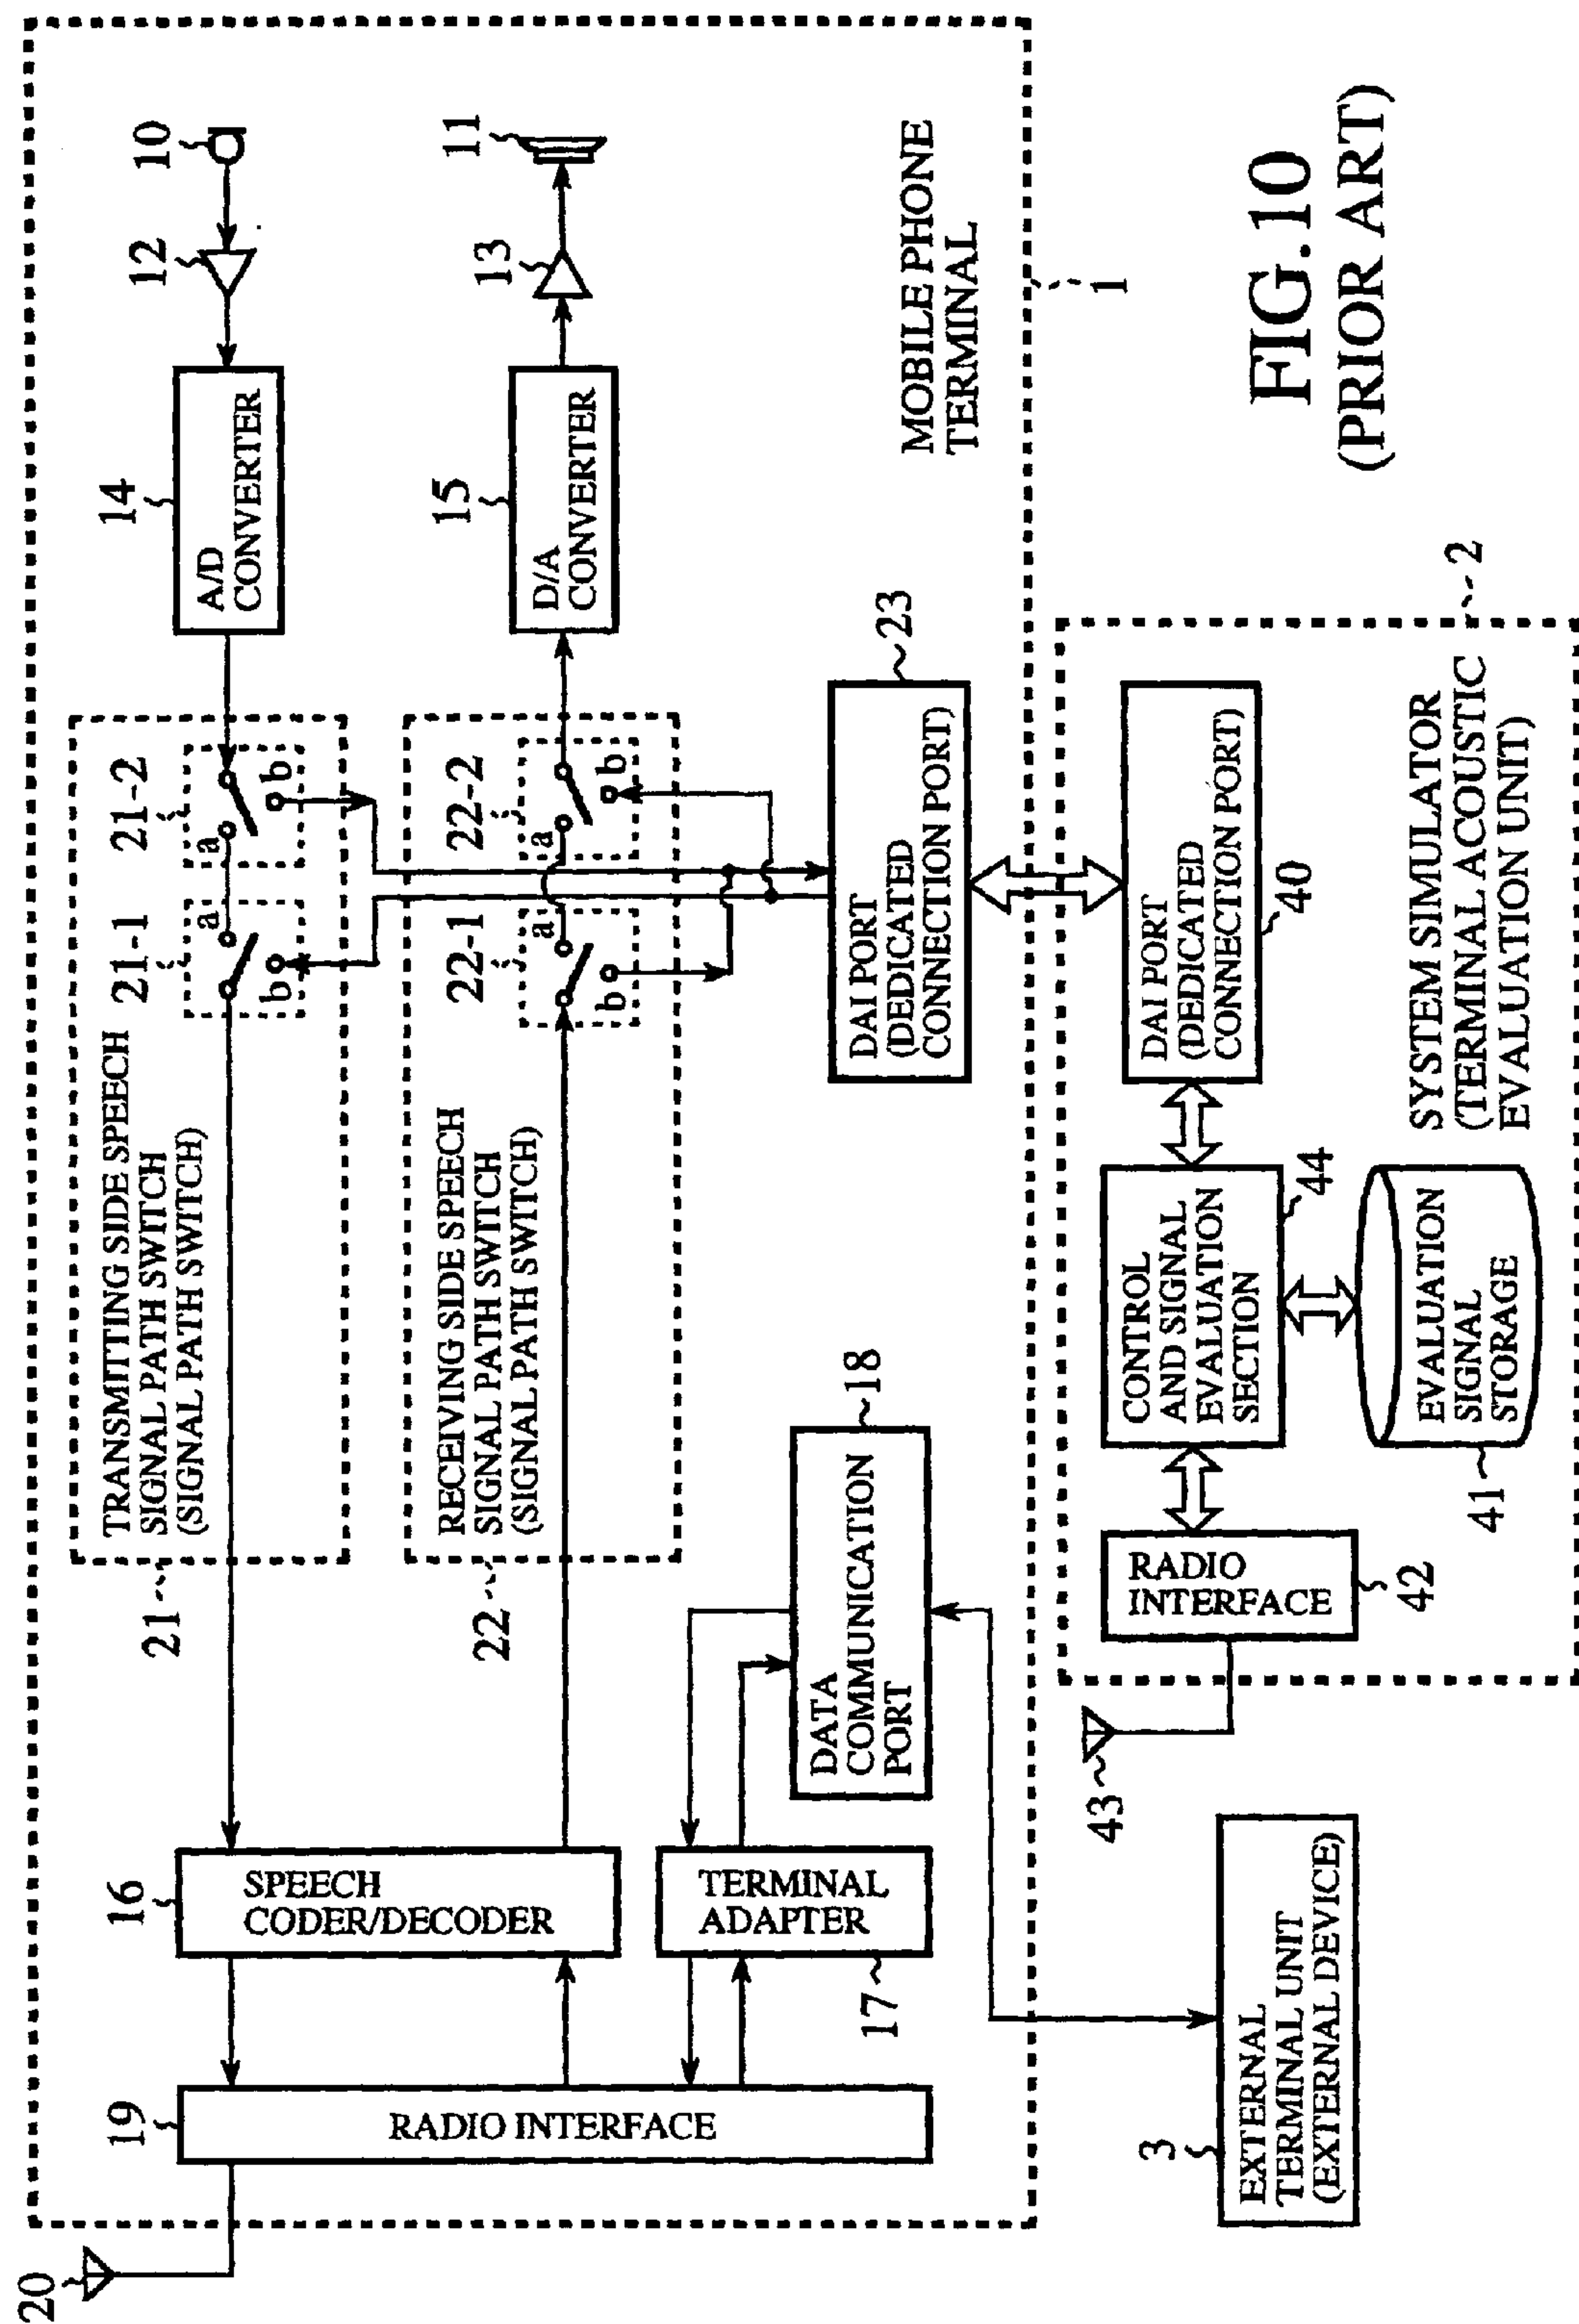 20
19
RADIO INTERFACE
16
SPEECH
CODER/DECODER
TERMINAL
ADAPTER
17
DATA
COMMUNICATION
PORT
18
21
TRANSMITTING SIDE SPEECH
SIGNAL PATH SWITCH
(SIGNAL PATH SWITCH)
21-1
a
b
21-2
a
b
22
RECEIVING SIDE SPEECH
SIGNAL PATH SWITCH
(SIGNAL PATH SWITCH)
22-1
a
b
22-2
a
b
14
A/D
CONVERTER
12
10
15
D/A
CONVERTER
13
11
DAI PORT
(DEDICATED
CONNECTION PORT)
23
MOBILE PHONE
TERMINAL
1
3
EXTERNAL
TERMINAL UNIT
(EXTERNAL DEVICE)
43
RADIO
INTERFACE
42
CONTROL
AND SIGNAL
EVALUATION
SECTION
44
41
EVALUATION
SIGNAL
STORAGE
DAI PORT
(DEDICATED
CONNECTION PORT)
40
SYSTEM SIMULATOR
(TERMINAL ACOUSTIC
EVALUATION UNIT)
2
FIG.10
(PRIOR ART)